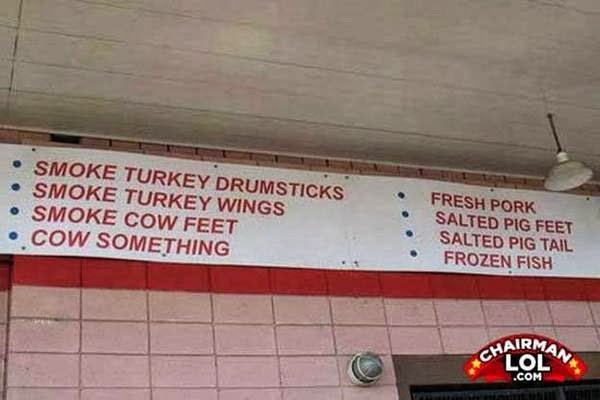 SMOKE TURKEY DRUMSTICKS
SMOKE TURKEY WINGS
SMOKE COW FEET
COW SOMETHING
FRESH PORK
SALTED PIG FEET
SALTED PIG TAIL
FROZEN FISH
CHAIRMAN
LOL
.COM